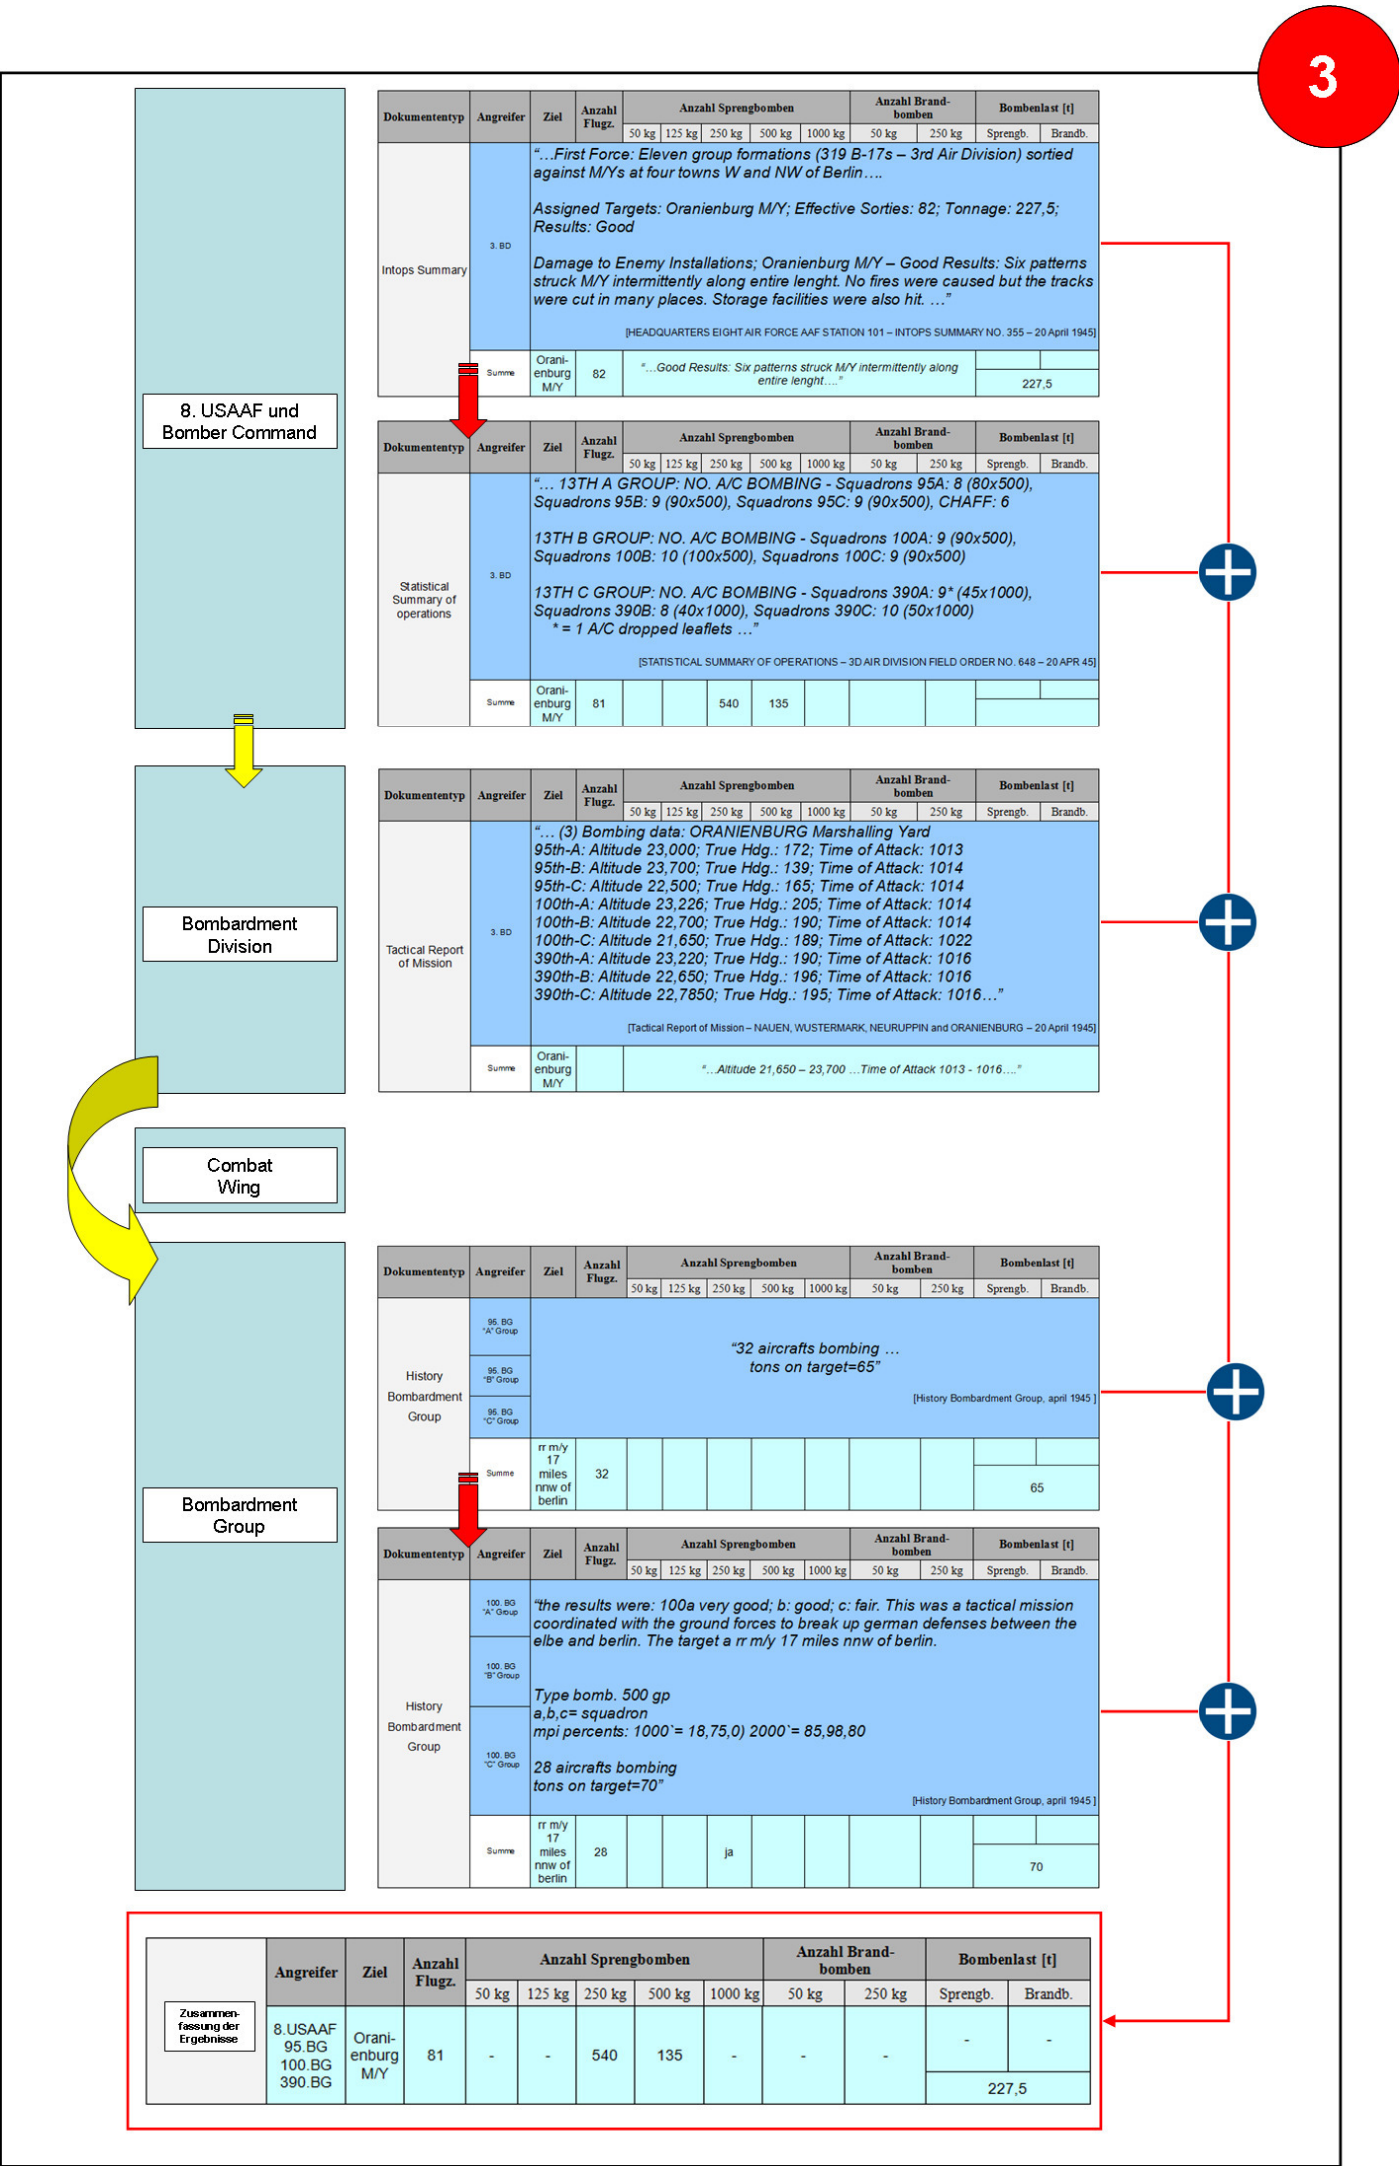 3
8. USAAF und
Bomber Command
Dokumententyp Angreifer Ziel Anzahl Flugz. Anzahl Sprengbomben Anzahl Brand-bomben Bombenlast [t]
50 kg 125 kg 250 kg 500 kg 1000 kg 50 kg 250 kg Sprengb. Brandb.
Intops Summary
3. BD
“…First Force: Eleven group formations (319 B-17s – 3rd Air Division) sortied
against M/Ys at four towns W and NW of Berlin….
Assigned Targets: Oranienburg M/Y; Effective Sorties: 82; Tonnage: 227,5;
Results: Good
Damage to Enemy Installations; Oranienburg M/Y – Good Results: Six patterns
struck M/Y intermittently along entire lenght. No fires were caused but the tracks
were cut in many places. Storage facilities were also hit. …”
[HEADQUARTERS EIGHT AIR FORCE AAF STATION 101 – INTOPS SUMMARY NO. 355 – 20 April 1945]
Summe
Orani-
enburg
M/Y
82
“…Good Results: Six patterns struck M/Y intermittently along
entire lenght….”
227,5
Dokumententyp Angreifer Ziel Anzahl Flugz. Anzahl Sprengbomben Anzahl Brand-bomben Bombenlast [t]
50 kg 125 kg 250 kg 500 kg 1000 kg 50 kg 250 kg Sprengb. Brandb.
Statistical
Summary of
operations
3. BD
“… 13TH A GROUP: NO. A/C BOMBING - Squadrons 95A: 8 (80x500),
Squadrons 95B: 9 (90x500), Squadrons 95C: 9 (90x500), CHAFF: 6
13TH B GROUP: NO. A/C BOMBING - Squadrons 100A: 9 (90x500),
Squadrons 100B: 10 (100x500), Squadrons 100C: 9 (90x500)
13TH C GROUP: NO. A/C BOMBING - Squadrons 390A: 9* (45x1000),
Squadrons 390B: 8 (40x1000), Squadrons 390C: 10 (50x1000)
* = 1 A/C dropped leaflets …”
[STATISTICAL SUMMARY OF OPERATIONS – 3D AIR DIVISION FIELD ORDER NO. 648 – 20 APR 45]
Summe
Orani-
enburg
M/Y
81 540 135
Bombardment
Division
Dokumententyp Angreifer Ziel Anzahl Flugz. Anzahl Sprengbomben Anzahl Brand-bomben Bombenlast [t]
50 kg 125 kg 250 kg 500 kg 1000 kg 50 kg 250 kg Sprengb. Brandb.
Tactical Report
of Mission
3. BD
“… (3) Bombing data: ORANIENBURG Marshalling Yard
95th-A: Altitude 23,000; True Hdg.: 172; Time of Attack: 1013
95th-B: Altitude 23,700; True Hdg.: 139; Time of Attack: 1014
95th-C: Altitude 22,500; True Hdg.: 165; Time of Attack: 1014
100th-A: Altitude 23,226; True Hdg.: 205; Time of Attack: 1014
100th-B: Altitude 22,700; True Hdg.: 190; Time of Attack: 1014
100th-C: Altitude 21,650; True Hdg.: 189; Time of Attack: 1022
390th-A: Altitude 23,220; True Hdg.: 190; Time of Attack: 1016
390th-B: Altitude 22,650; True Hdg.: 196; Time of Attack: 1016
390th-C: Altitude 22,7850; True Hdg.: 195; Time of Attack: 1016…”
[Tactical Report of Mission – NAUEN, WUSTERMARK, NEURUPPIN and ORANIENBURG – 20 April 1945]
Summe
Orani-
enburg
M/Y
“…Altitude 21,650 – 23,700 …Time of Attack 1013 - 1016….”
Combat
Wing
Bombardment
Group
Dokumententyp Angreifer Ziel Anzahl Flugz. Anzahl Sprengbomben Anzahl Brand-bomben Bombenlast [t]
50 kg 125 kg 250 kg 500 kg 1000 kg 50 kg 250 kg Sprengb. Brandb.
History
Bombardment
Group
95. BG
“A” Group
95. BG
“B” Group
95. BG
“C” Group
“32 aircrafts bombing …
tons on target=65”
[History Bombardment Group, april 1945 ]
Summe
rr m/y
17
miles
nnw of
berlin
32
65
Dokumententyp Angreifer Ziel Anzahl Flugz. Anzahl Sprengbomben Anzahl Brand-bomben Bombenlast [t]
50 kg 125 kg 250 kg 500 kg 1000 kg 50 kg 250 kg Sprengb. Brandb.
History
Bombardment
Group
100. BG
“A” Group
100. BG
“B” Group
100. BG
“C” Group
“the results were: 100a very good; b: good; c: fair. This was a tactical mission
coordinated with the ground forces to break up german defenses between the
elbe and berlin. The target a rr m/y 17 miles nnw of berlin.
Type bomb. 500 gp
a,b,c= squadron
mpi percents: 1000`= 18,75,0) 2000`= 85,98,80
28 aircrafts bombing
tons on target=70”
[History Bombardment Group, april 1945 ]
Summe
rr m/y
17
miles
nnw of
berlin
28 ja
70
Zusammen-
fassung der
Ergebnisse
Angreifer Ziel Anzahl Flugz. Anzahl Sprengbomben Anzahl Brand-bomben Bombenlast [t]
50 kg 125 kg 250 kg 500 kg 1000 kg 50 kg 250 kg Sprengb. Brandb.
8.USAAF
95.BG
100.BG
390.BG
Orani-
enburg
M/Y
81 - - 540 135 - - - - -
227,5